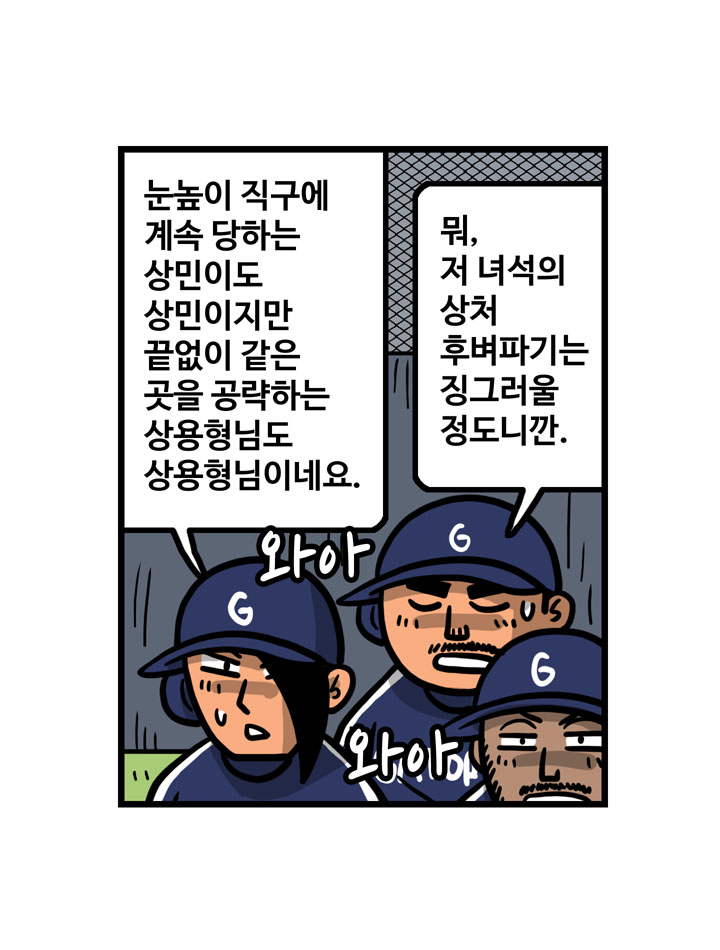 눈높이 직구에
계속 당하는
상민이도
상민이지만
끝없이 같은
곳을 공략하는
상용형님도
상용형님이네요.
뭐,
저 녀석의
상처
후벼파기는
징그러울
정도니깐.
와아
G
G
G
와아